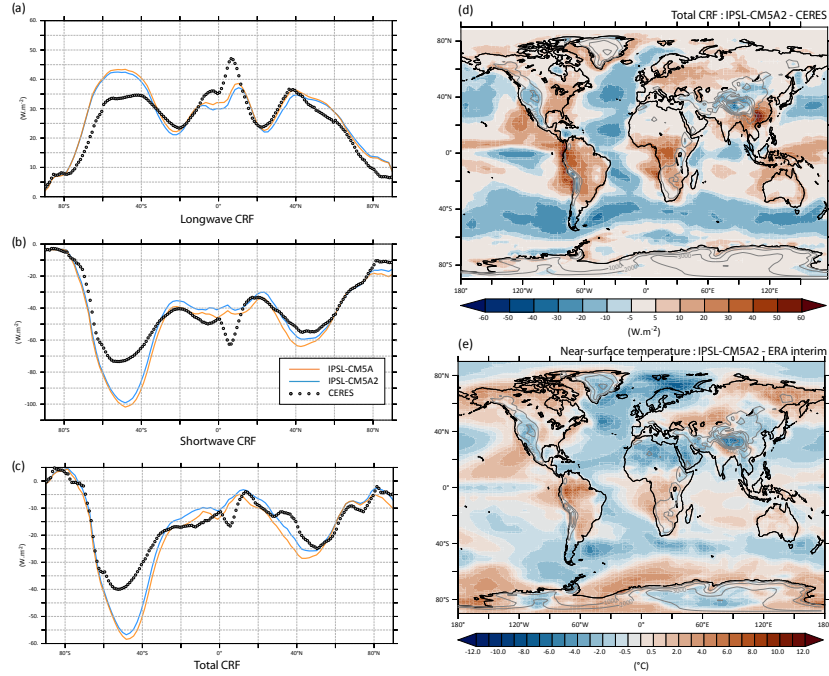 (a)
(W.m-2)
60.
50.
40.
30.
20.
10.
0.
80°S
40°S
0°
40°N
80°N
Longwave CRF
(b)
(W.m-2)
0.
-20.
-40.
-60.
-80.
-100.
IPSL-CM5A
IPSL-CM5A2
CERES
80°S
40°S
0°
40°N
80°N
Shortwave CRF
(c)
(W.m-2)
10.
0.
-10.
-20.
-30.
-40.
-50.
-60.
80°S
40°S
0°
40°N
80°N
Total CRF
(d)
Total CRF : IPSL-CM5A2 - CERES
80°N
40°N
0°
40°S
80°S
180°W
120°W
60°W
0°
60°E
120°E
-60 -50 -40 -30 -20 -10 -5 5 10 20 30 40 50 60
(W.m-2)
(e)
Near-surface temperature : IPSL-CM5A2 - ERA interim
80°N
40°N
0°
40°S
80°S
180°W
120°W
60°W
0°
60°E
120°E
-12.0 -10.0 -8.0 -6.0 -4.0 -2.0 -0.5 0.5 2.0 4.0 6.0 8.0 10.0 12.0
(°C)